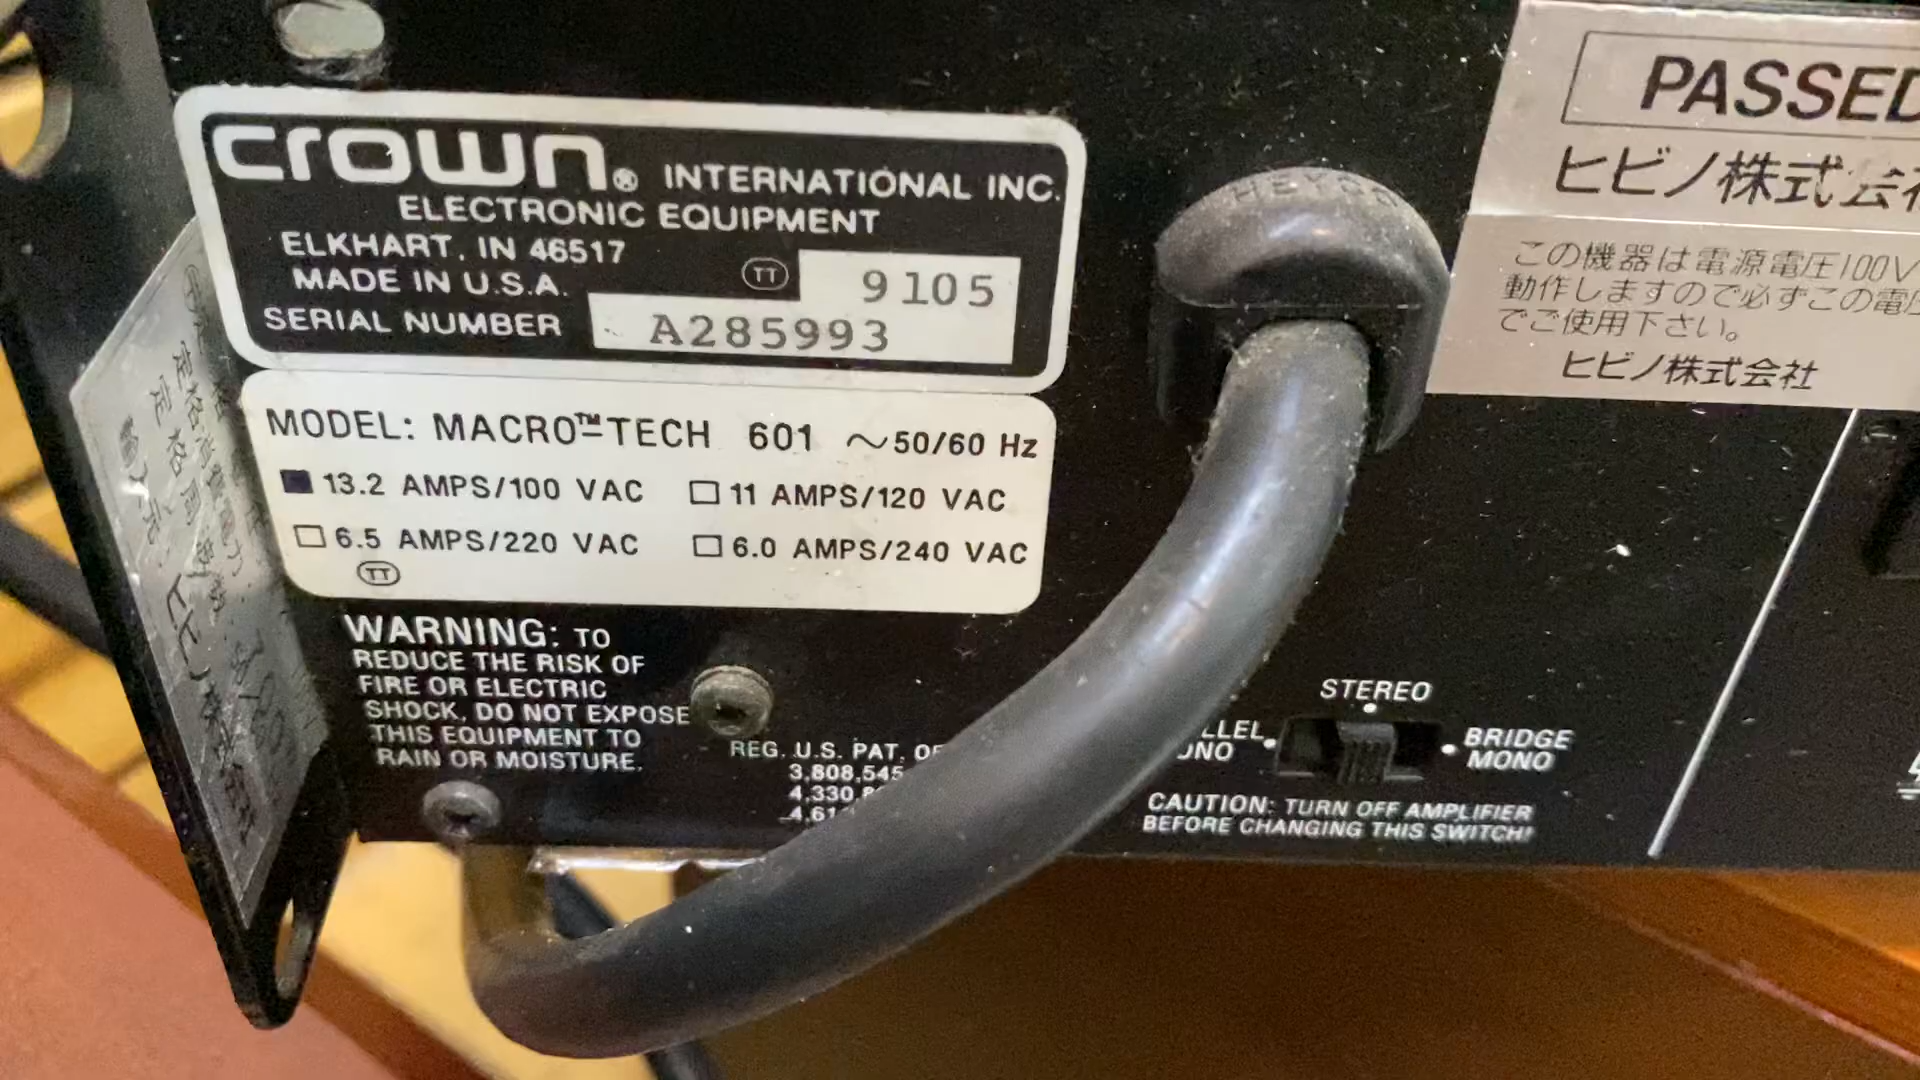 crown® INTERNATIONAL INC.
ELECTRONIC EQUIPMENT
ELKHART, IN 46517
MADE IN U.S.A.
TT
9105
SERIAL NUMBER
A285993
MODEL: MACRO™-TECH 601 ~50/60 Hz
13.2 AMPS/100 VAC
11 AMPS/120 VAC
6.5 AMPS/220 VAC
6.0 AMPS/240 VAC
TT
WARNING: TO
REDUCE THE RISK OF
FIRE OR ELECTRIC
SHOCK, DO NOT EXPOSE
THIS EQUIPMENT TO
RAIN OR MOISTURE.
REG. U.S. PAT.
3,808,545
HEYCO
PASSED
ヒビノ株式会社
この機器は電源電圧100V
動作しますので必ずこの電圧
でご使用下さい。
ヒビノ株式会社
STEREO
BRIDGE
MONO
CAUTION: TURN OFF AMPLIFIER
BEFORE CHANGING THIS SWITCH!